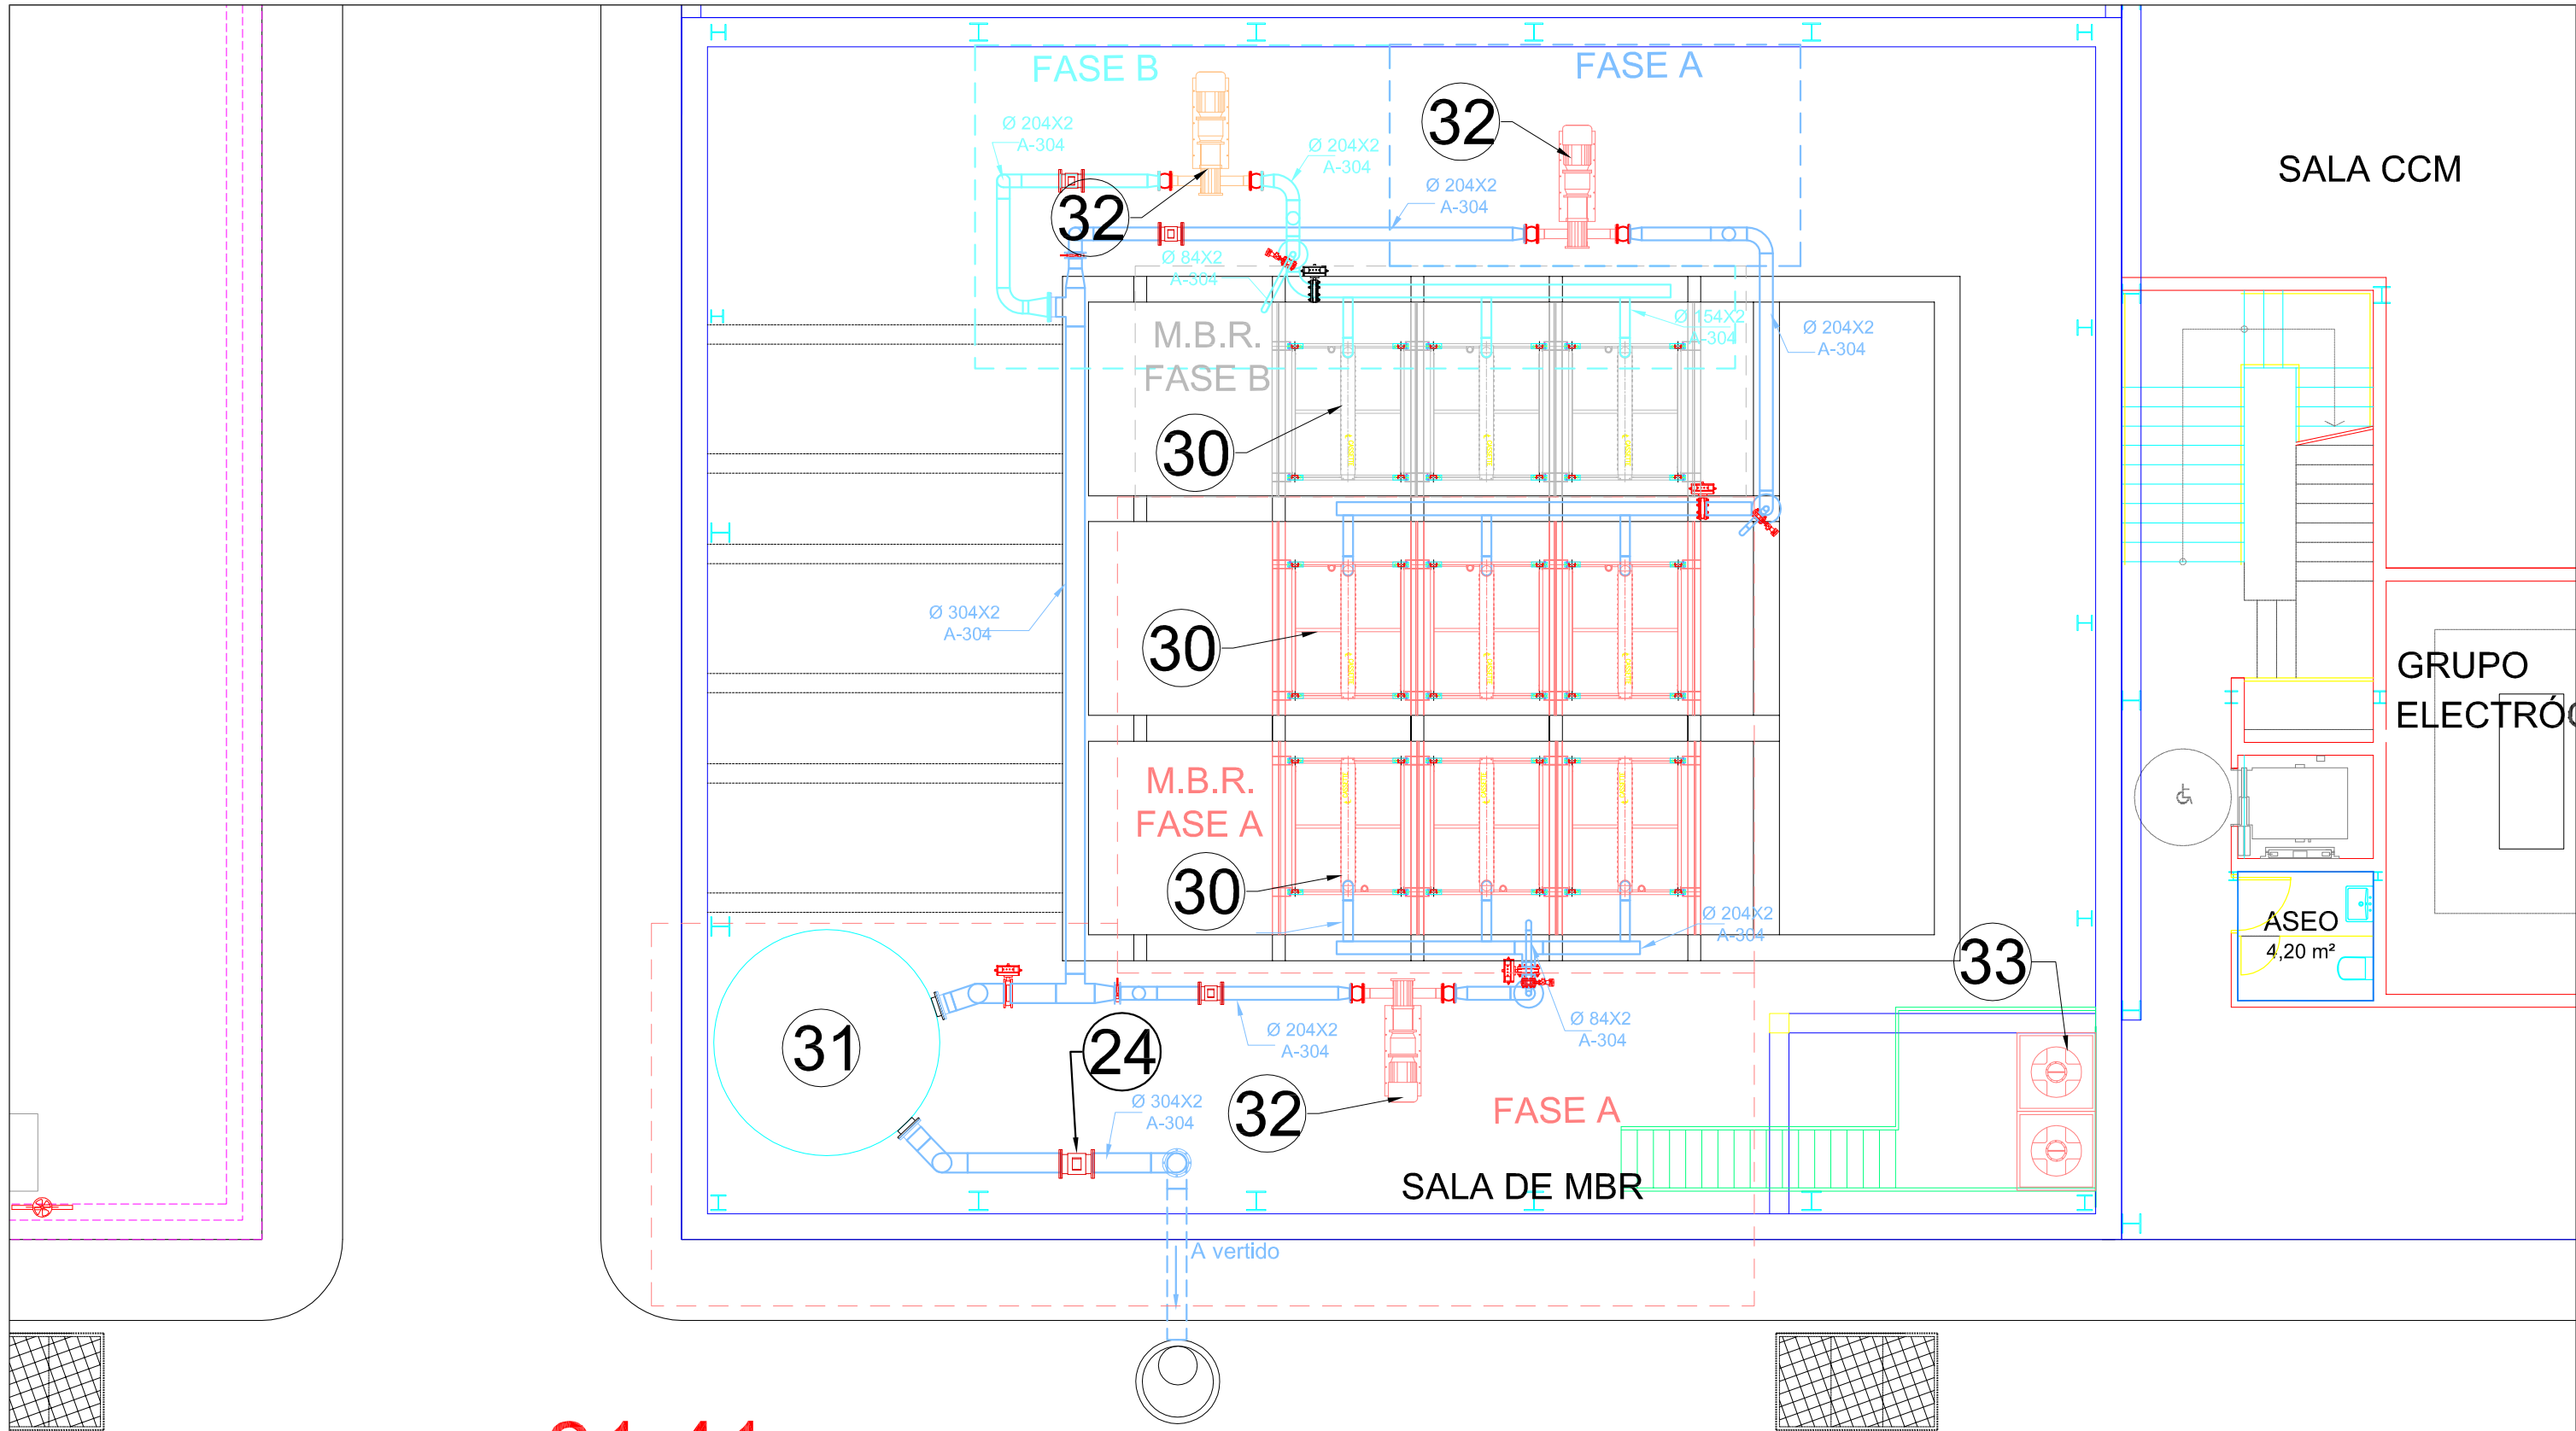 FASE B
FASE A
32
Ø 204X2
A-304
Ø 204X2
A-304
SALA CCM
Ø 204X2
A-304
32
Ø 84X2
A-304
Ø 154X2
A-304
Ø 204X2
A-304
M.B.R.
FASE B
30
Ø 304X2
A-304
30
GRUPO
M.B.R.
FASE A
30
Ø 204X2
A-304
ASEO
4,20 m²
33
31
24
Ø 204X2
A-304
Ø 84X2
A-304
Ø 304X2
A-304
32
FASE A
SALA DE MBR
A vertido